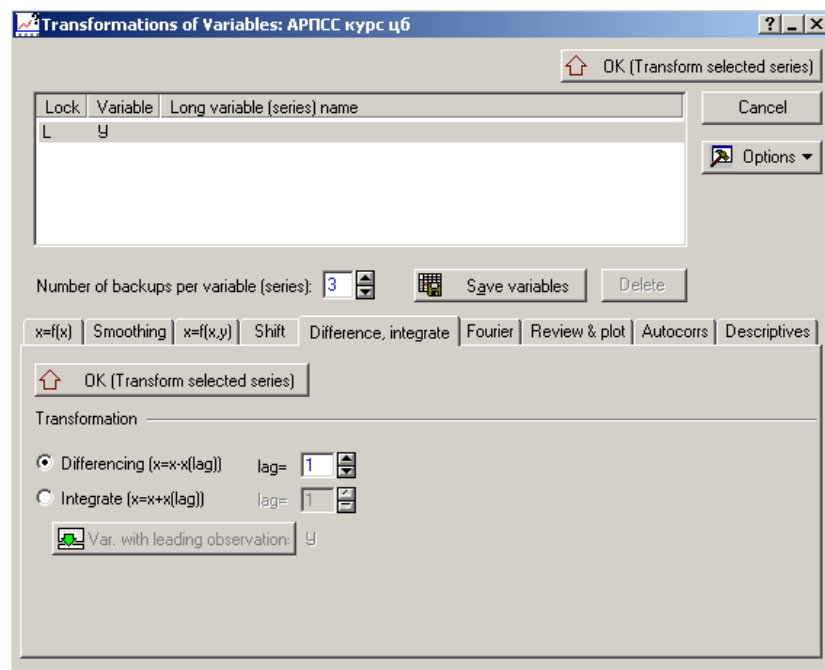 Transformations of Variables: АРПСС курс цб
OK (Transform selected series)
Lock Variable Long variable (series) name
L У
Cancel
Options
Number of backups per variable (series): 3 Save variables Delete
x=f(x) Smoothing x=f(x,y) Shift Difference, integrate Fourier Review & plot Autocorrs Descriptives
OK (Transform selected series)
Transformation
Differencing (x=x-x(lag)) lag= 1
Integrate (x=x+x(lag)) lag= 1
Var. with leading observation: У